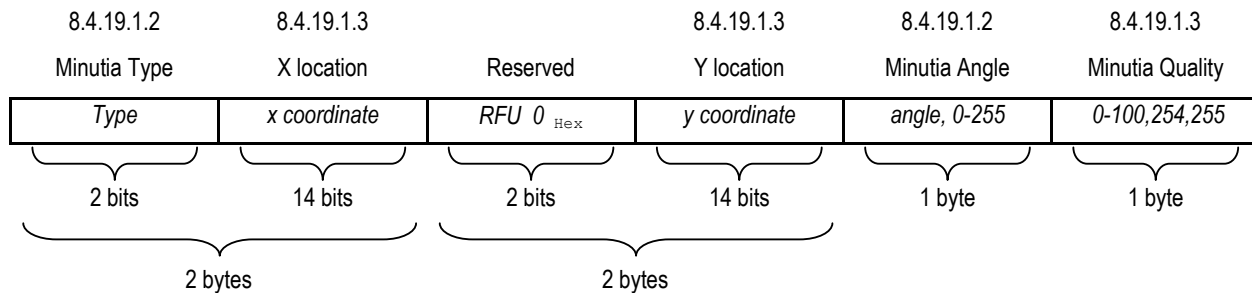 8.4.19.1.2 8.4.19.1.3 8.4.19.1.3 8.4.19.1.2 8.4.19.1.3
Minutia Type X location Reserved Y location Minutia Angle Minutia Quality
Type x coordinate RFU 0 Hex y coordinate angle, 0-255 0-100,254,255
2 bits 14 bits 2 bits 14 bits 1 byte 1 byte
2 bytes 2 bytes